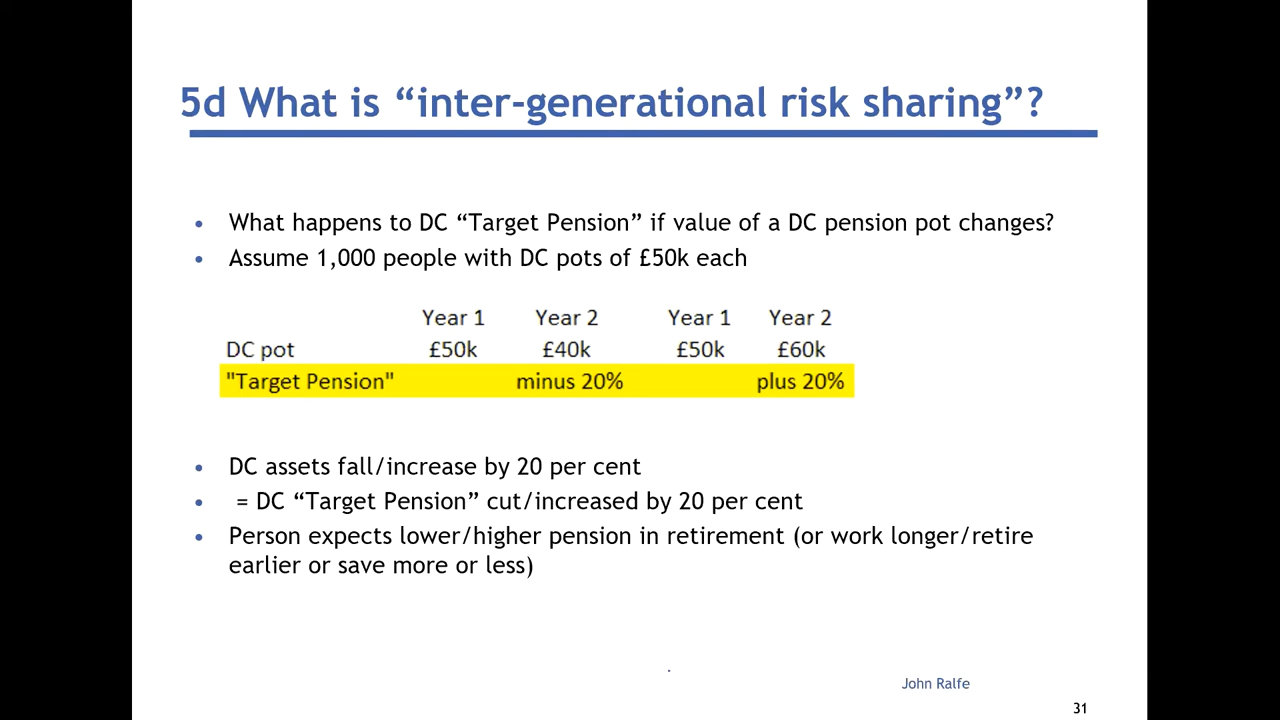 5d What is “inter-generational risk sharing”?
• What happens to DC “Target Pension” if value of a DC pension pot changes?
• Assume 1,000 people with DC pots of £50k each
Year 1 Year 2 Year 1 Year 2
DC pot £50k £40k £50k £60k
"Target Pension" minus 20% plus 20%
• DC assets fall/increase by 20 per cent
• = DC “Target Pension” cut/increased by 20 per cent
• Person expects lower/higher pension in retirement (or work longer/retire
earlier or save more or less)
.
John Ralfe
31